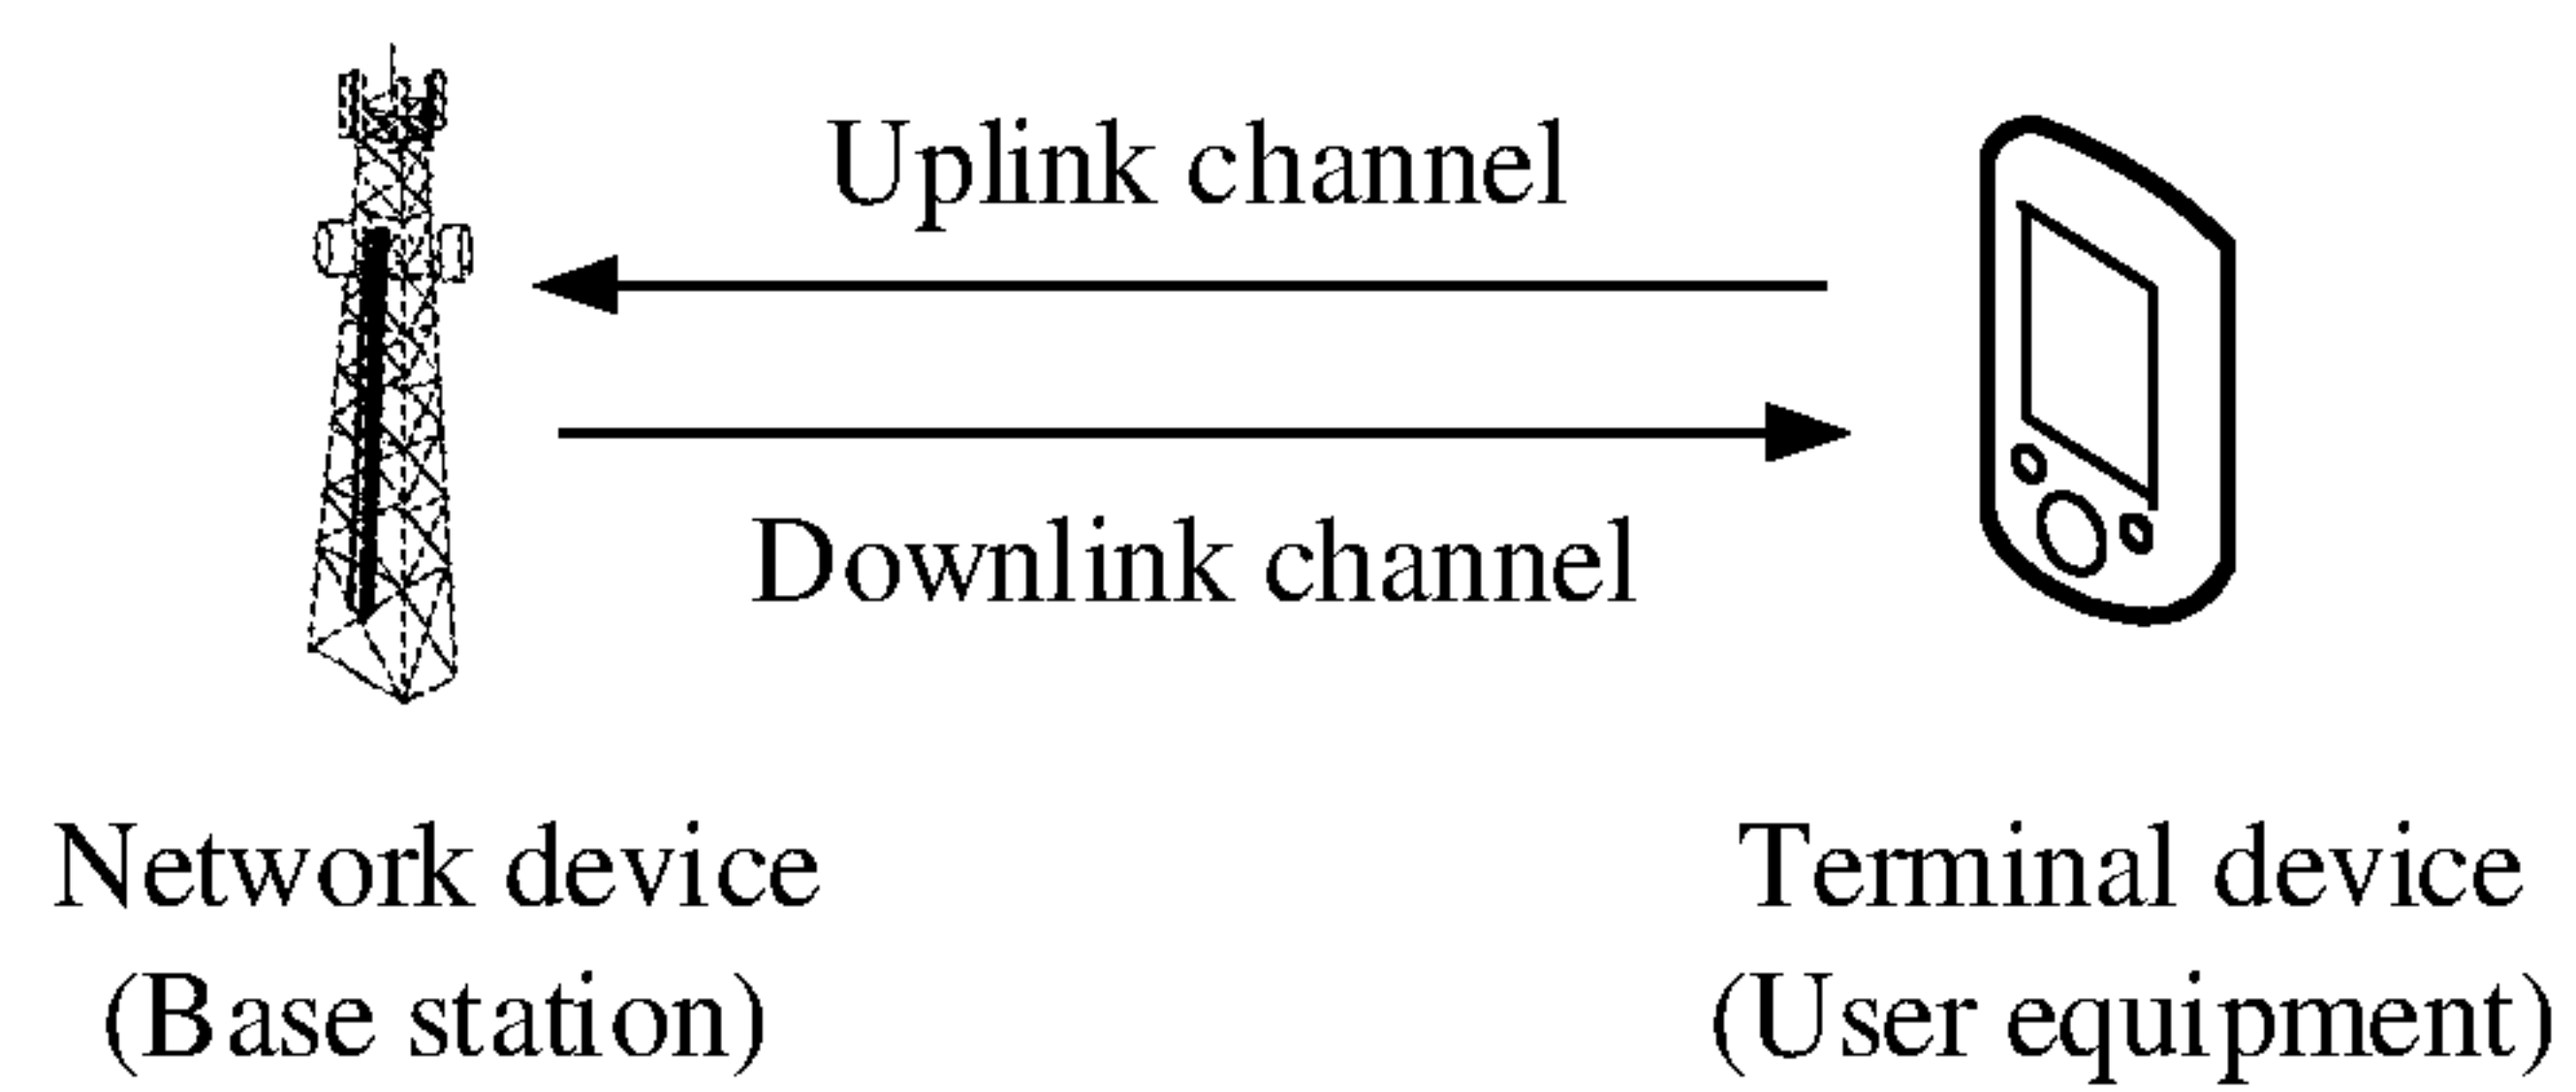 Uplink channel
Downlink channel
Network device
(Base station)
Terminal device
(User equipment)